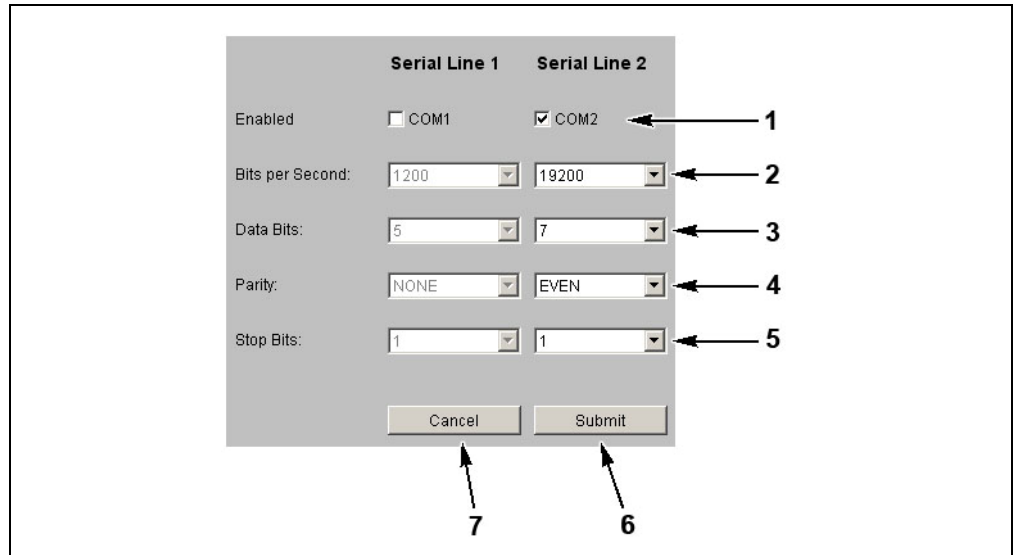 Serial Line 1 Serial Line 2
Enabled COM1 COM2 1
Bits per Second: 1200 19200 2
Data Bits: 5 7 3
Parity: NONE EVEN 4
Stop Bits: 1 1 5
Cancel Submit
7 6